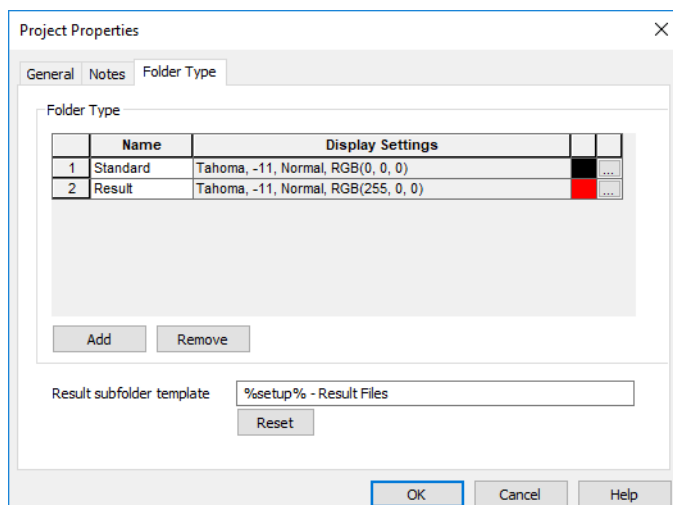 Project Properties
General Notes Folder Type
Folder Type
Name Display Settings
1 Standard Tahoma, -11, Normal, RGB(0, 0, 0) ...
2 Result Tahoma, -11, Normal, RGB(255, 0, 0) ...
Add Remove
Result subfolder template %setup% - Result Files
Reset
OK Cancel Help